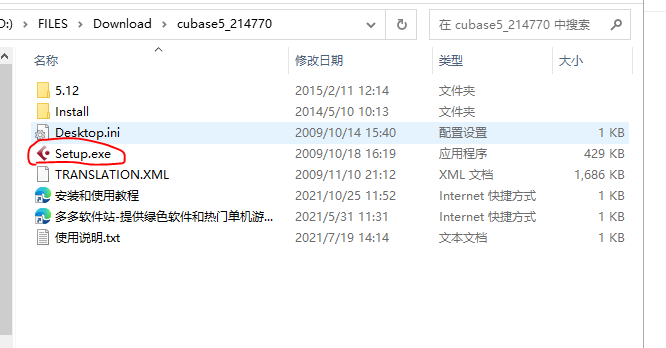 O:) > FILES > Download > cubase5_214770
在 cubase5_214770 中搜索
名称 修改日期 类型 大小
5.12 2015/2/11 12:14 文件夹
Install 2014/5/10 10:13 文件夹
Desktop.ini 2009/10/14 15:40 配置设置 1 KB
Setup.exe 2009/10/18 16:19 应用程序 429 KB
TRANSLATION.XML 2009/11/10 21:12 XML 文档 1,686 KB
安装和使用教程 2021/10/25 11:52 Internet 快捷方式 1 KB
多多软件站-提供绿色软件和热门单机游... 2021/5/31 11:31 Internet 快捷方式 1 KB
使用说明.txt 2021/7/19 14:14 文本文档 1 KB